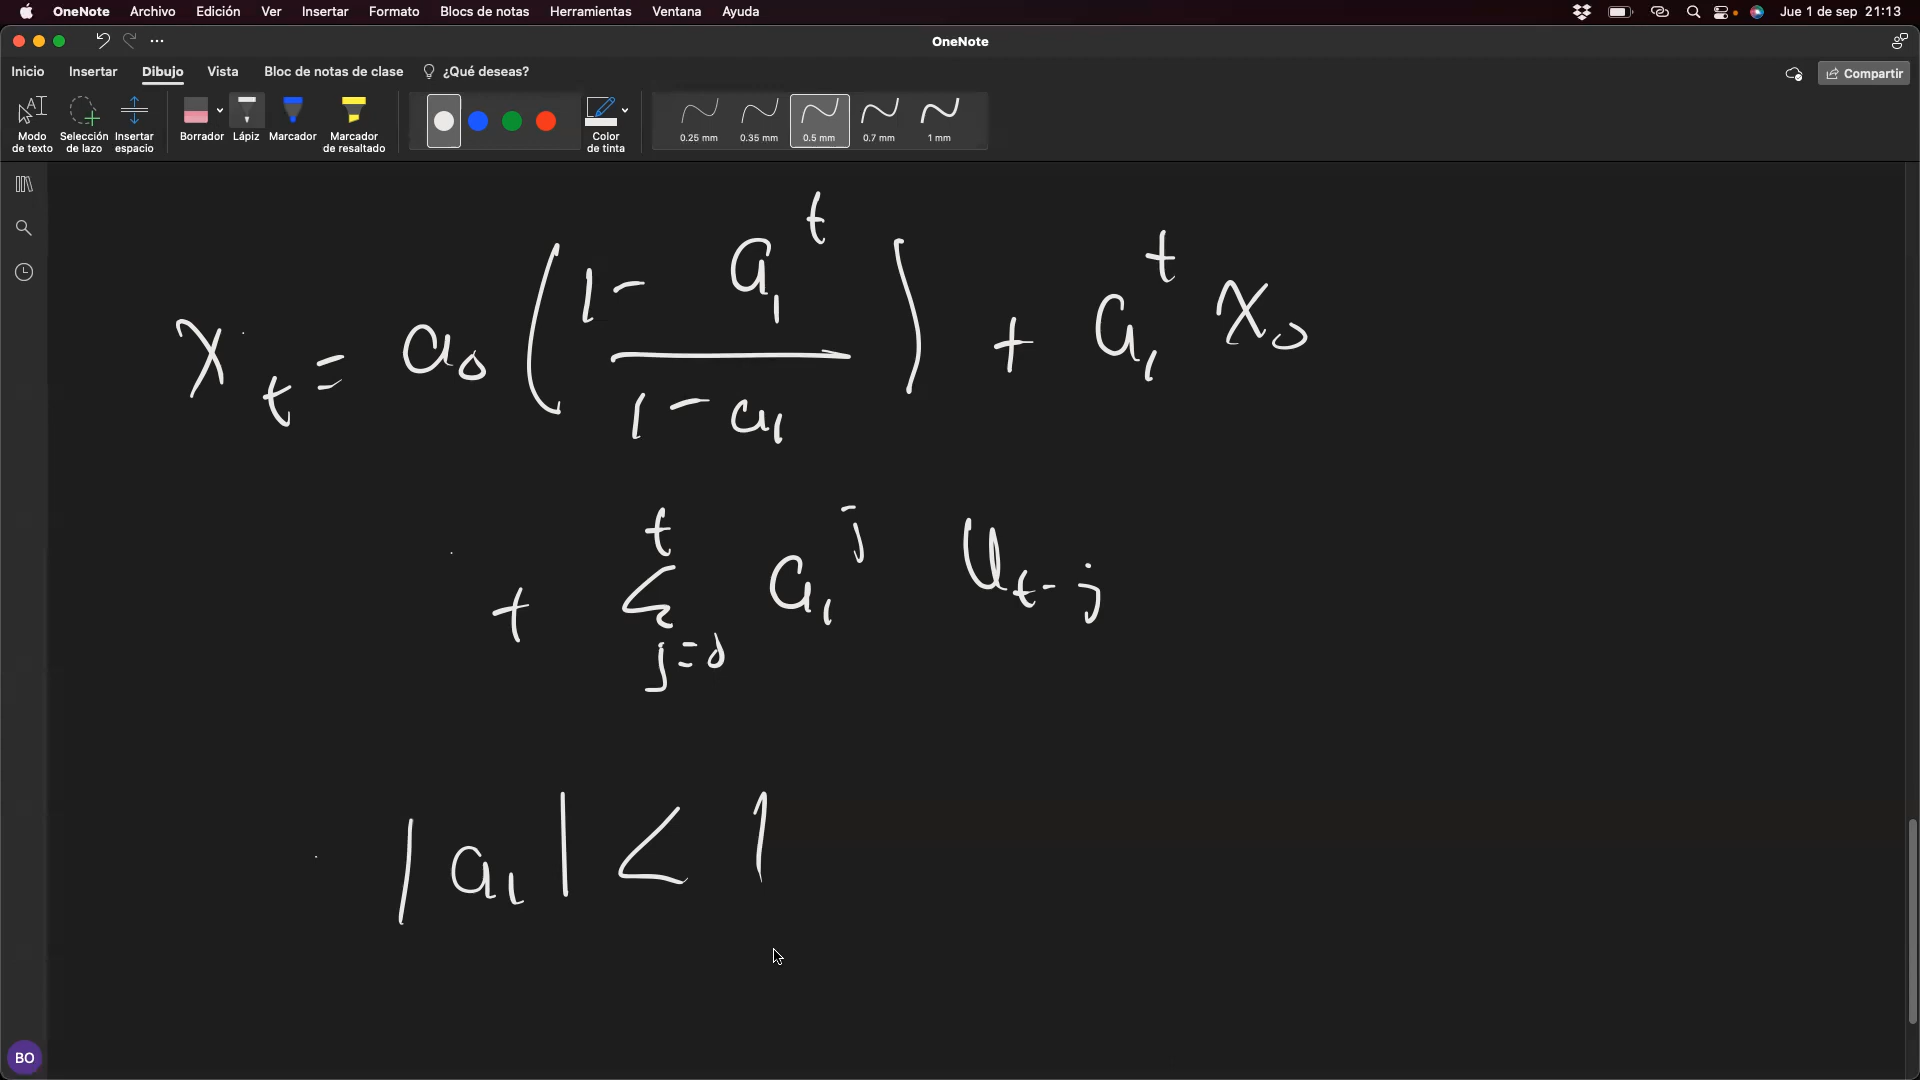 OneNote Archivo Edición Ver Insertar Formato Blocs de notas Herramientas Ventana Ayuda Jue 1 de sep 21:13
OneNote
Inicio Insertar Dibujo Vista Bloc de notas de clase ¿Qué deseas? Compartir
Modo de texto
Selección de lazo
Insertar espacio
Borrador
Lápiz
Marcador
Marcador de resaltado
Color de tinta
0.25 mm
0.35 mm
0.5 mm
0.7 mm
1 mm
x_t = a_0 ( (1 - a_1^t) / (1 - a_1) ) + a_1^t x_0
+ Σ_{j=0}^{t} a_1^j u_{t-j}
|a_1| < 1
BO